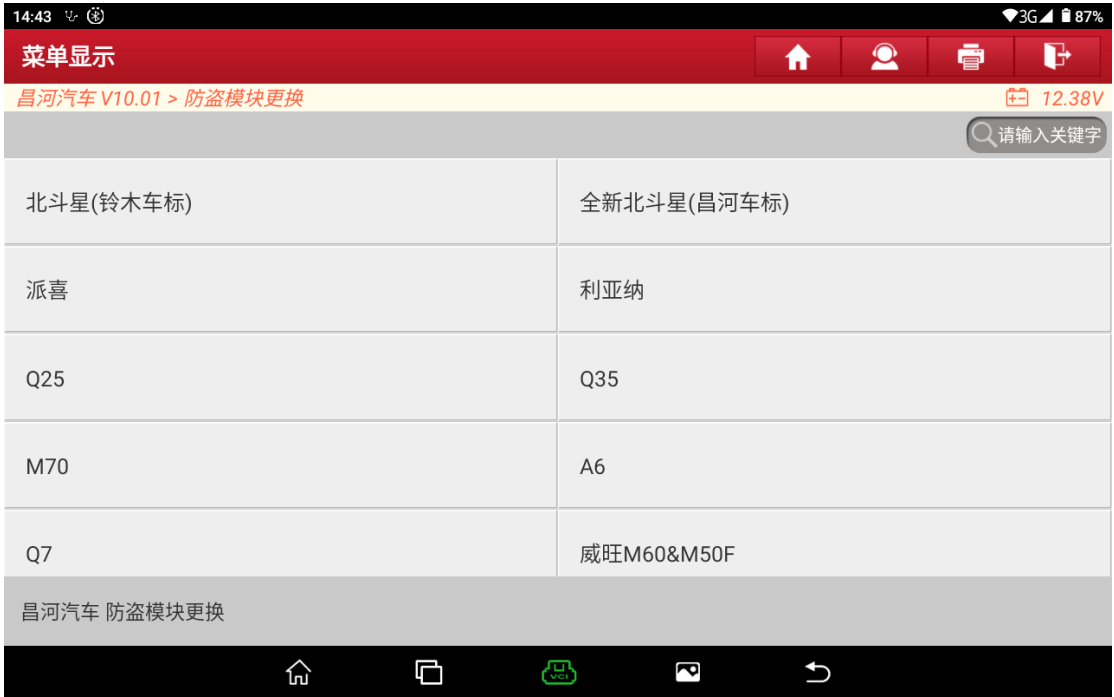 14:43 3G 87%
菜单显示
昌河汽车 V10.01 > 防盗模块更换 12.38V
请输入关键字
北斗星(铃木车标) 全新北斗星(昌河车标)
派喜 利亚纳
Q25 Q35
M70 A6
Q7 威旺M60&M50F
昌河汽车 防盗模块更换
VCI